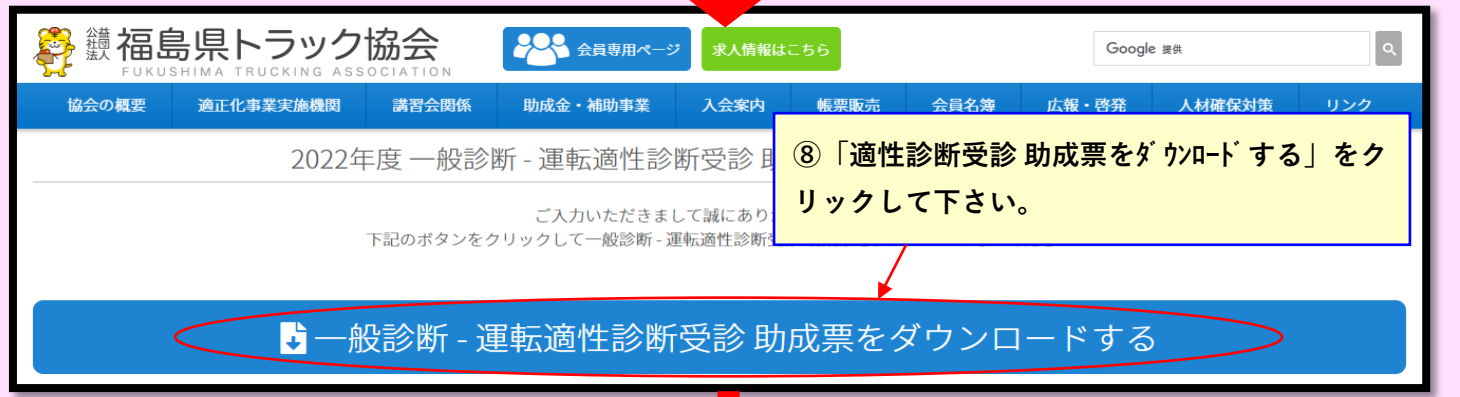 公益社団法人 福島県トラック協会
FUKUSHIMA TRUCKING ASSOCIATION
会員専用ページ
求人情報はこちら
Google 提供
協会の概要 適正化事業実施機関 講習会関係 助成金・補助事業 入会案内 帳票販売 会員名簿 広報・啓発 人材確保対策 リンク
2022年度 一般診断 - 運転適性診断受診
⑧「適性診断受診 助成票をﾀﾞｳﾝﾛｰﾄﾞする」をク
リックして下さい。
ご入力いただきまして誠にあり
下記のボタンをクリックして一般診断 - 運転適性診断
一般診断 - 運転適性診断受診 助成票をダウンロードする